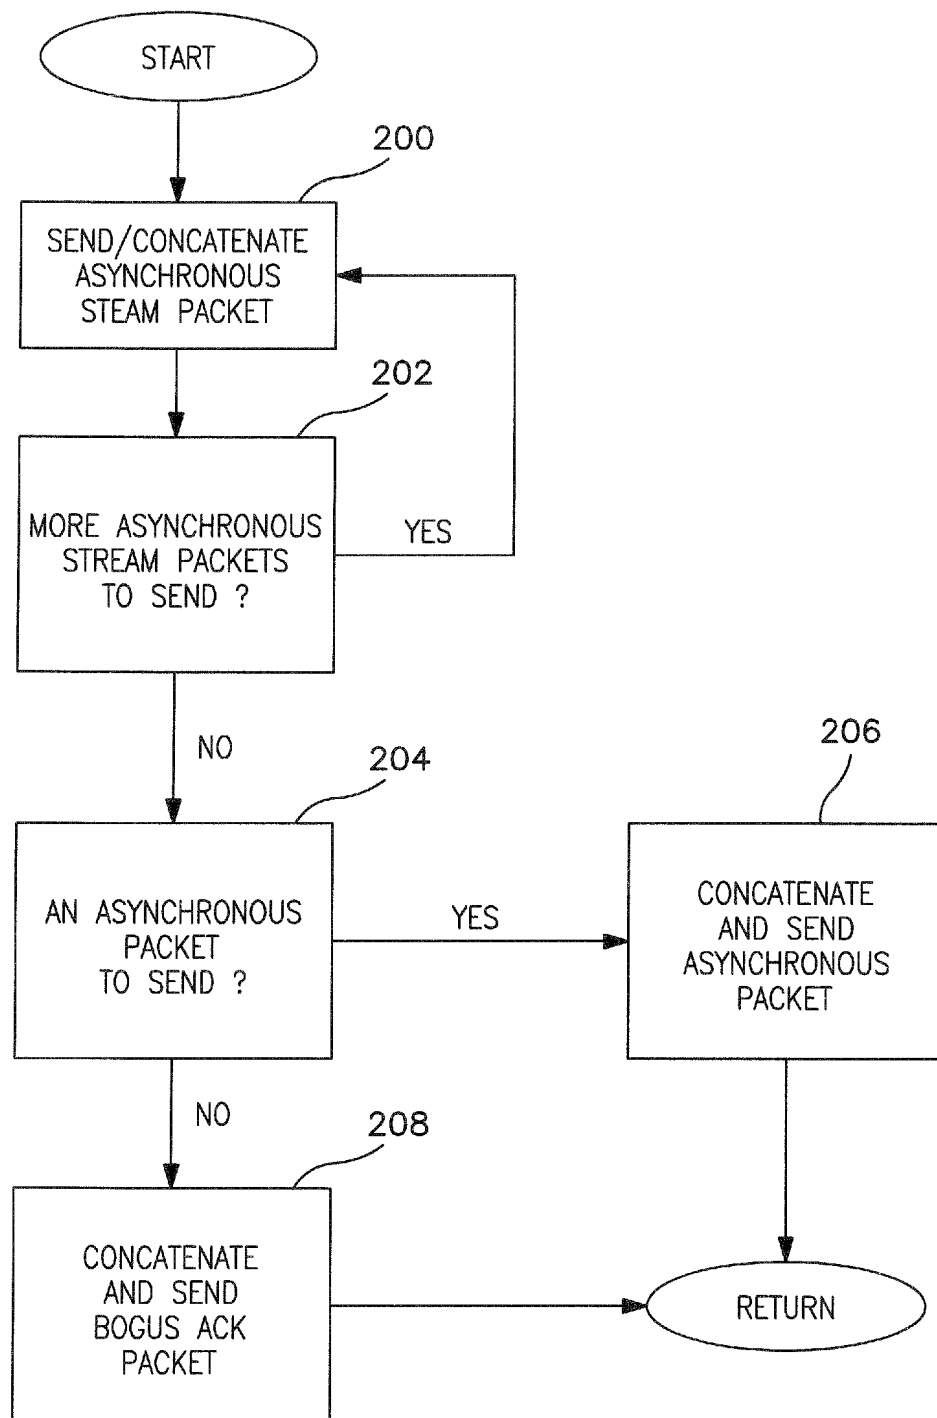 START
200
SEND/CONCATENATE
ASYNCHRONOUS
STEAM PACKET
202
MORE ASYNCHRONOUS
STREAM PACKETS
TO SEND ?
YES
NO
204
206
AN ASYNCHRONOUS
PACKET
TO SEND ?
YES
CONCATENATE
AND SEND
ASYNCHRONOUS
PACKET
NO
208
CONCATENATE
AND SEND
BOGUS ACK
PACKET
RETURN